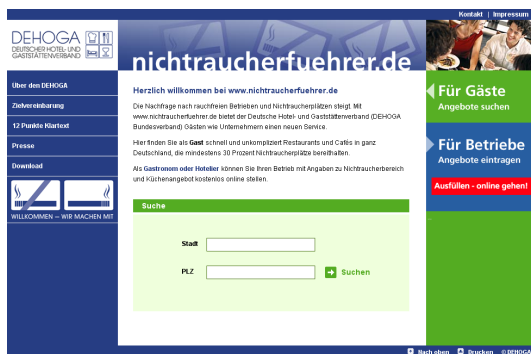 Kontakt | Impressum
DEHOGA
DEUTSCHER HOTEL- UND
GASTSTÄTTENVERBAND
nichtraucherfuehrer.de
Über den DEHOGA
Zielvereinbarung
12 Punkte Klartext
Presse
Download
WILLKOMMEN – WIR MACHEN MIT
Herzlich willkommen bei www.nichtraucherfuehrer.de
Die Nachfrage nach rauchfreien Betrieben und Nichtraucherplätzen steigt. Mit
www.nichtraucherfuehrer.de bietet der Deutsche Hotel- und Gaststättenverband (DEHOGA
Bundesverband) Gästen wie Unternehmern einen neuen Service.
Hier finden Sie als Gast schnell und unkompliziert Restaurants und Cafés in ganz
Deutschland, die mindestens 30 Prozent Nichtraucherplätze bereithalten.
Als Gastronom oder Hotelier können Sie Ihren Betrieb mit Angaben zu Nichtraucherbereich
und Küchenangebot kostenlos online stellen.
Suche
Stadt
PLZ
Suchen
Für Gäste
Angebote suchen
Für Betriebe
Angebote eintragen
Ausfüllen - online gehen!
Nach oben Drucken © DEHOGA